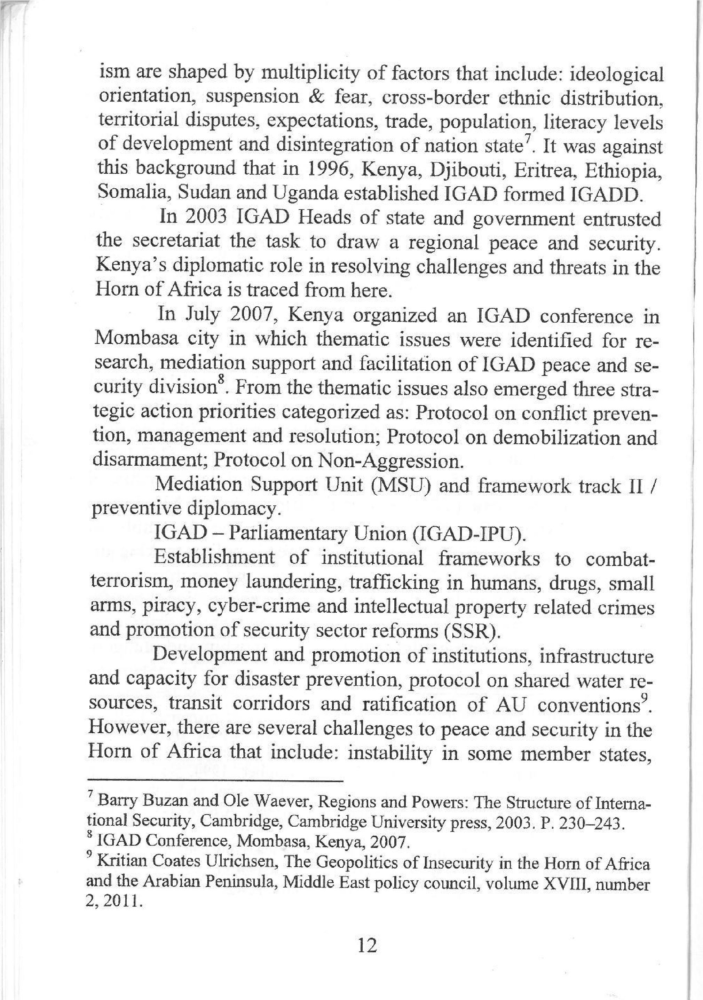 ism are shaped by multiplicity of factors that include: ideological
orientation, suspension & fear, cross-border ethnic distribution,
territorial disputes, expectations, trade, population, literacy levels
of development and disintegration of nation state⁷. It was against
this background that in 1996, Kenya, Djibouti, Eritrea, Ethiopia,
Somalia, Sudan and Uganda established IGAD formed IGADD.
In 2003 IGAD Heads of state and government entrusted
the secretariat the task to draw a regional peace and security.
Kenya's diplomatic role in resolving challenges and threats in the
Horn of Africa is traced from here.
In July 2007, Kenya organized an IGAD conference in
Mombasa city in which thematic issues were identified for re-
search, mediation support and facilitation of IGAD peace and se-
curity division⁸. From the thematic issues also emerged three stra-
tegic action priorities categorized as: Protocol on conflict preven-
tion, management and resolution; Protocol on demobilization and
disarmament; Protocol on Non-Aggression.
Mediation Support Unit (MSU) and framework track II /
preventive diplomacy.
IGAD – Parliamentary Union (IGAD-IPU).
Establishment of institutional frameworks to combat-
terrorism, money laundering, trafficking in humans, drugs, small
arms, piracy, cyber-crime and intellectual property related crimes
and promotion of security sector reforms (SSR).
Development and promotion of institutions, infrastructure
and capacity for disaster prevention, protocol on shared water re-
sources, transit corridors and ratification of AU conventions⁹.
However, there are several challenges to peace and security in the
Horn of Africa that include: instability in some member states,
⁷ Barry Buzan and Ole Waever, Regions and Powers: The Structure of Interna-
tional Security, Cambridge, Cambridge University press, 2003. P. 230–243.
⁸ IGAD Conference, Mombasa, Kenya, 2007.
⁹ Kritian Coates Ulrichsen, The Geopolitics of Insecurity in the Horn of Africa
and the Arabian Peninsula, Middle East policy council, volume XVIII, number
2, 2011.
12